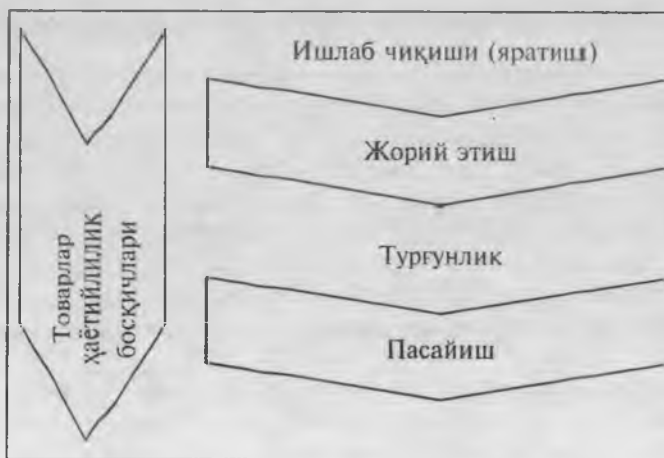 Товарлар
ҳаётийлилик
босқичлари
Ишлаб чиқиши (яратиш)
Жорий этиш
Турғунлик
Пасайиш